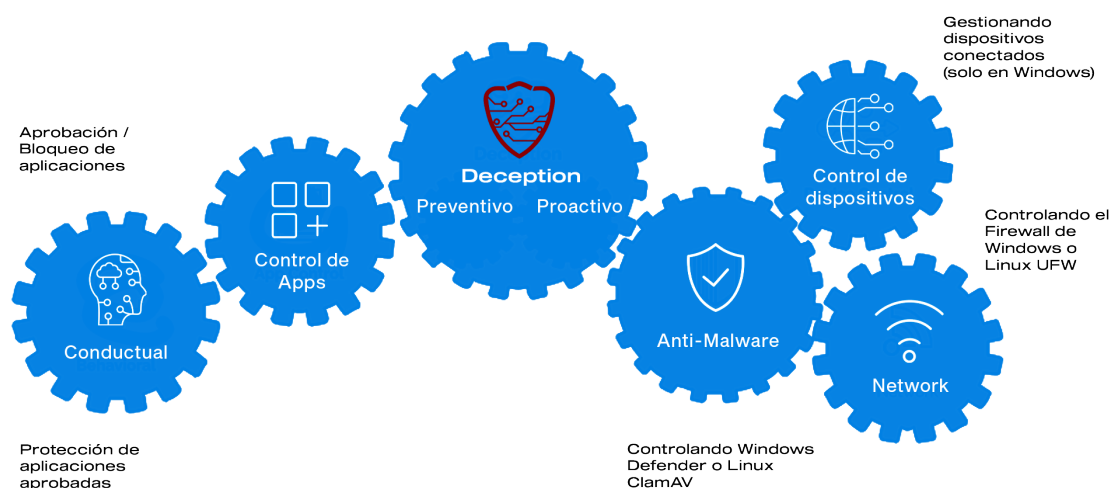 Gestionando
dispositivos
conectados
(solo en Windows)
Aprobación /
Bloqueo de
aplicaciones
Deception
Preventivo
Proactivo
Control de
dispositivos
Controlando el
Firewall de
Windows o
Linux UFW
Control de
Apps
Conductual
Anti-Malware
Network
Protección de
aplicaciones
aprobadas
Controlando Windows
Defender o Linux
ClamAV